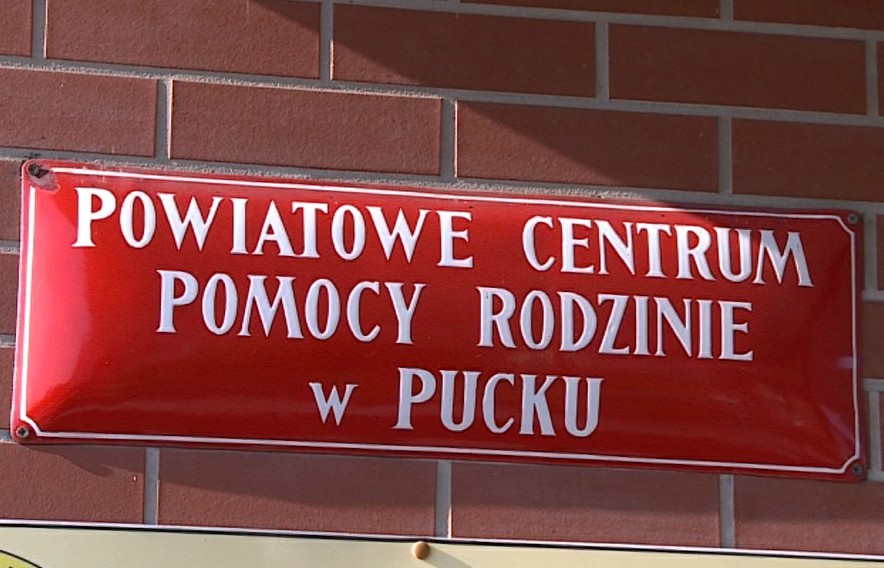 POWIATOWE CENTRUM
POMOCY RODZINIE
w PUCKU